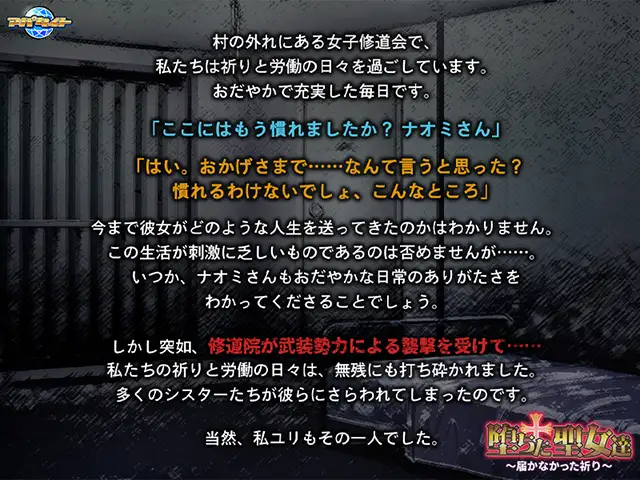 アパタイト
村の外れにある女子修道会で、
私たちは祈りと労働の日々を過ごしています。
おだやかで充実した毎日です。
「ここにはもう慣れましたか？ ナオミさん」
「はい。おかげさまで……なんて言うと思った？
慣れるわけないでしょ、こんなところ」
今まで彼女がどのような人生を送ってきたのかはわかりません。
この生活が刺激に乏しいものであるのは否めませんが……。
いつか、ナオミさんもおだやかな日常のありがたさを
わかってくださることでしょう。
しかし突如、修道院が武装勢力による襲撃を受けて……
私たちの祈りと労働の日々は、無残にも打ち砕かれました。
多くのシスターたちが彼らにさらわれてしまったのです。
当然、私ユリもその一人でした。
堕ちた聖女達
～届かなかった祈り～